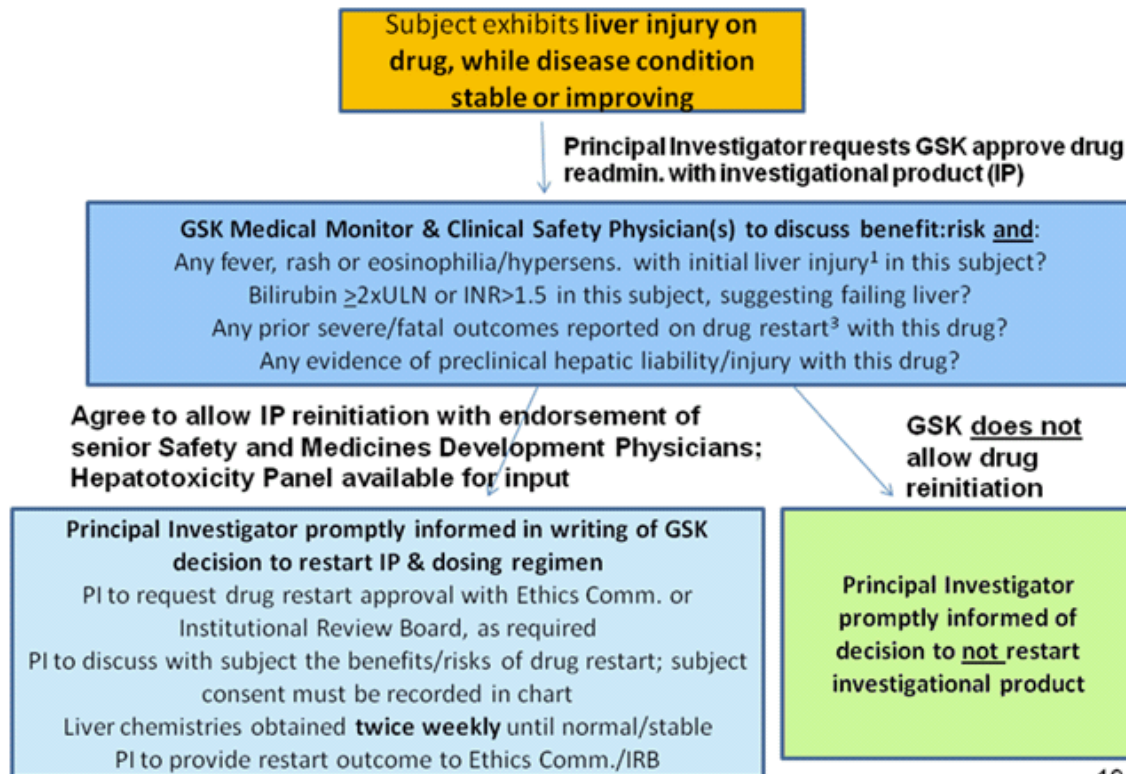 Subject exhibits liver injury on
drug, while disease condition
stable or improving
Principal Investigator requests GSK approve drug
readmin. with investigational product (IP)
GSK Medical Monitor & Clinical Safety Physician(s) to discuss benefit:risk and:
Any fever, rash or eosinophilia/hypersens. with initial liver injury¹ in this subject?
Bilirubin ≥2xULN or INR>1.5 in this subject, suggesting failing liver?
Any prior severe/fatal outcomes reported on drug restart³ with this drug?
Any evidence of preclinical hepatic liability/injury with this drug?
Agree to allow IP reinitiation with endorsement of
senior Safety and Medicines Development Physicians;
Hepatotoxicity Panel available for input
GSK does not
allow drug
reinitiation
Principal Investigator promptly informed in writing of GSK
decision to restart IP & dosing regimen
PI to request drug restart approval with Ethics Comm. or
Institutional Review Board, as required
PI to discuss with subject the benefits/risks of drug restart; subject
consent must be recorded in chart
Liver chemistries obtained twice weekly until normal/stable
PI to provide restart outcome to Ethics Comm./IRB
Principal Investigator
promptly informed of
decision to not restart
investigational product